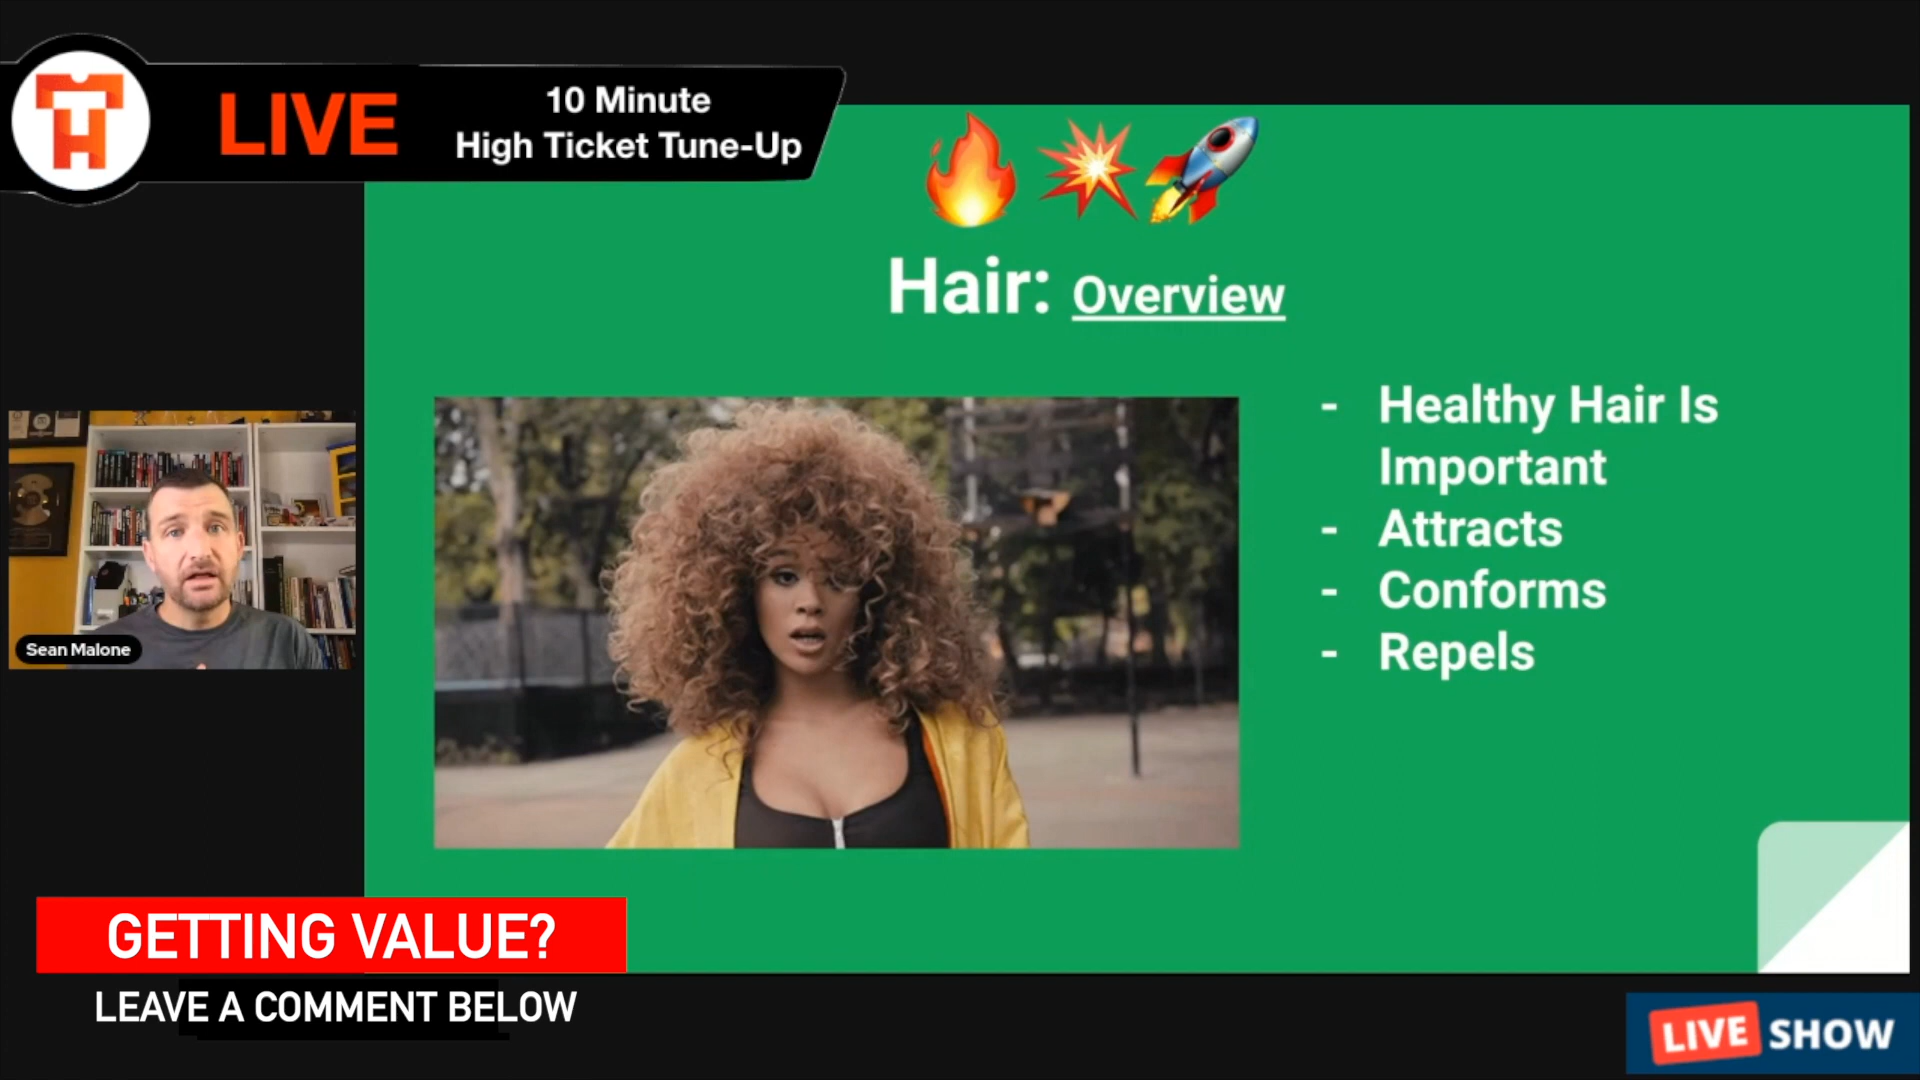 LIVE
10 Minute
High Ticket Tune-Up
Hair: Overview
- Healthy Hair Is
Important
- Attracts
- Conforms
- Repels
Sean Malone
GETTING VALUE?
LEAVE A COMMENT BELOW
LIVE SHOW